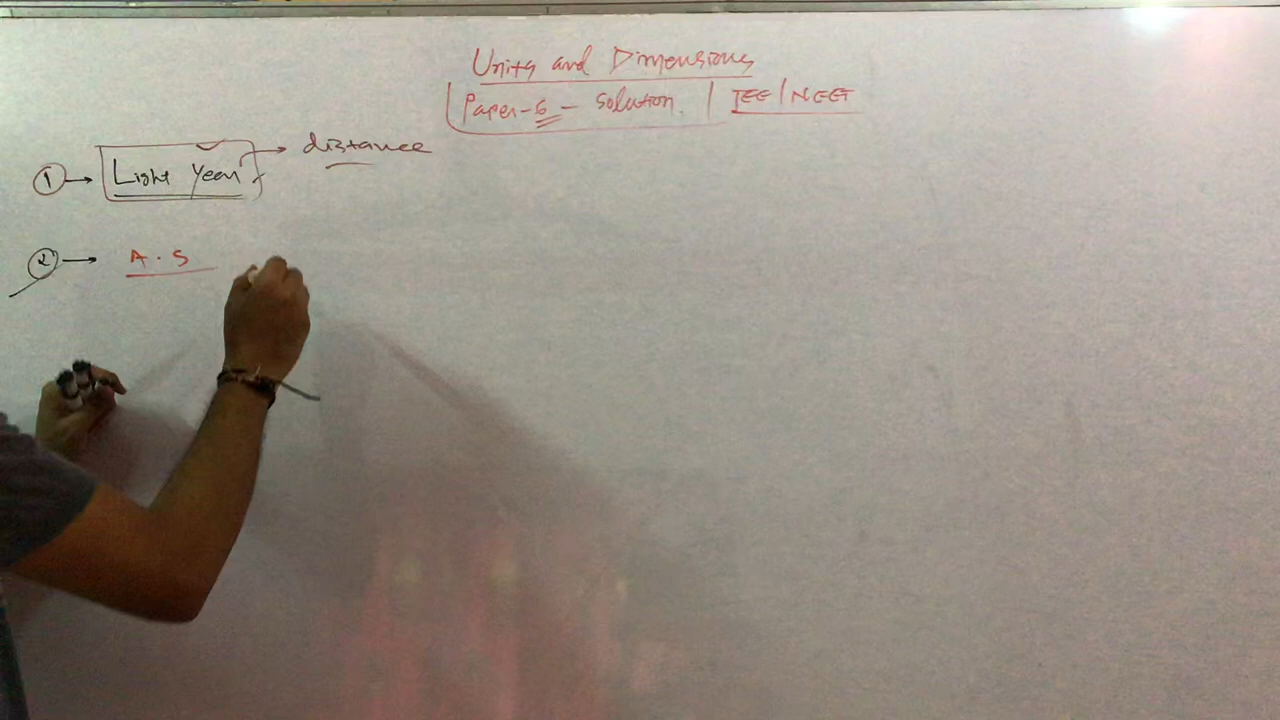 Units and Dimensions
Paper-6 - Solution. | JEE/NEET
① → Light Year → distance
② → A.S